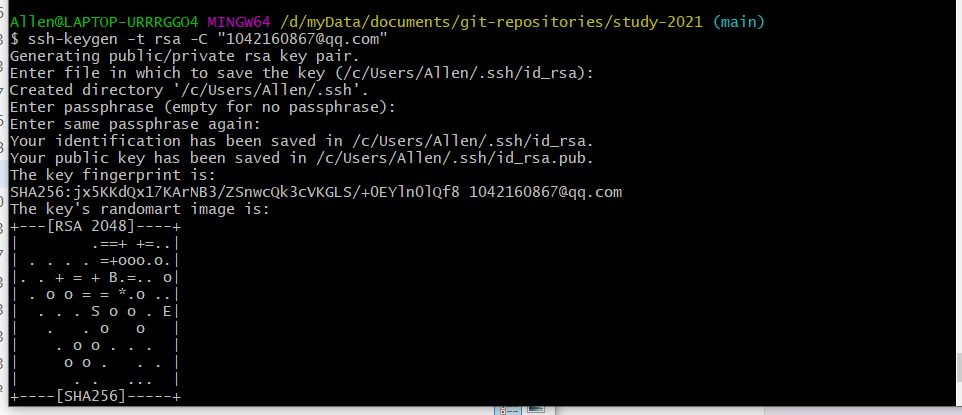 Allen@LAPTOP-URRRGGO4 MINGW64 /d/myData/documents/git-repositories/study-2021 (main)
$ ssh-keygen -t rsa -C "1042160867@qq.com"
Generating public/private rsa key pair.
Enter file in which to save the key (/c/Users/Allen/.ssh/id_rsa):
Created directory '/c/Users/Allen/.ssh'.
Enter passphrase (empty for no passphrase):
Enter same passphrase again:
Your identification has been saved in /c/Users/Allen/.ssh/id_rsa.
Your public key has been saved in /c/Users/Allen/.ssh/id_rsa.pub.
The key fingerprint is:
SHA256:jx5KKdQx17KArNB3/ZSnwcQk3cVKGLS/+0EYln0lQf8 1042160867@qq.com
The key's randomart image is:
+---[RSA 2048]----+
|        .==+ +=..|
| . . . . =+ooo.o.|
|. . + = + B.=.. o|
| . o o = = *.o ..|
|  . . . S o o . E|
|   .   . o   o   |
|    . o o . . .  |
|     o o .   . . |
|      . .   ...  |
+----[SHA256]-----+